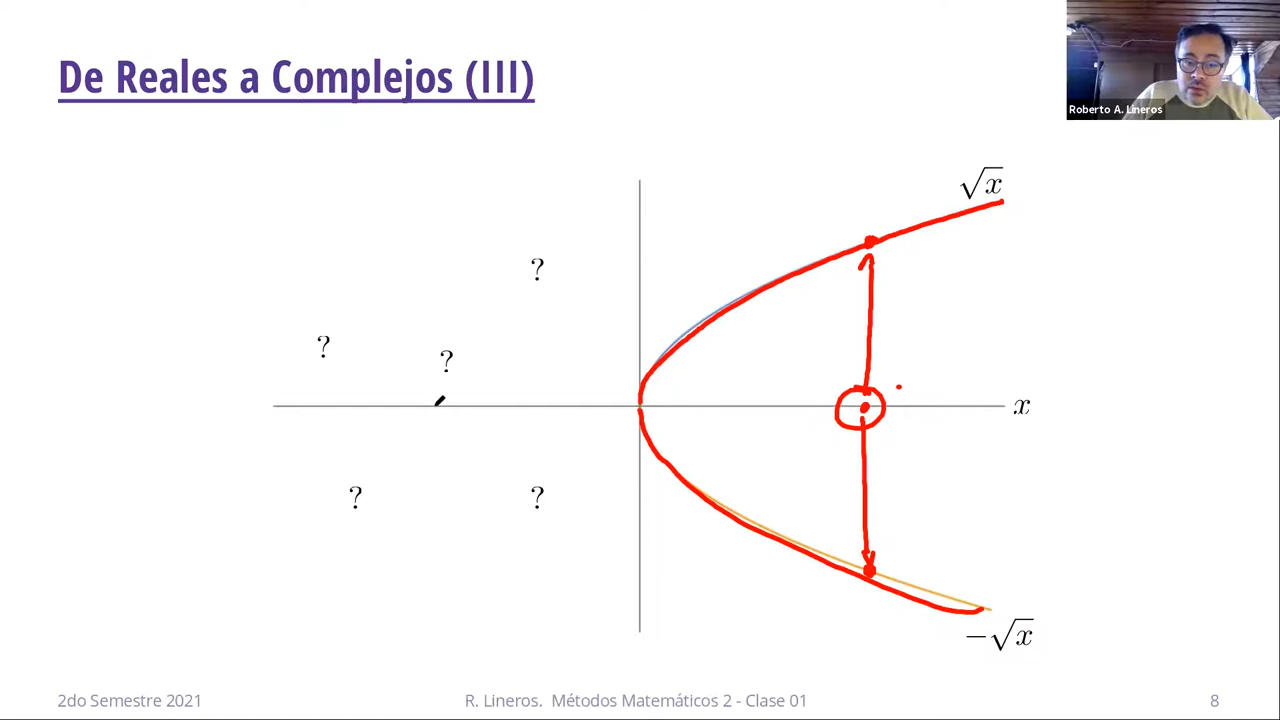 De Reales a Complejos (III)
Roberto A. Lineros
√x
?
?
?
x
?
?
−√x
2do Semestre 2021
R. Lineros. Métodos Matemáticos 2 - Clase 01
8